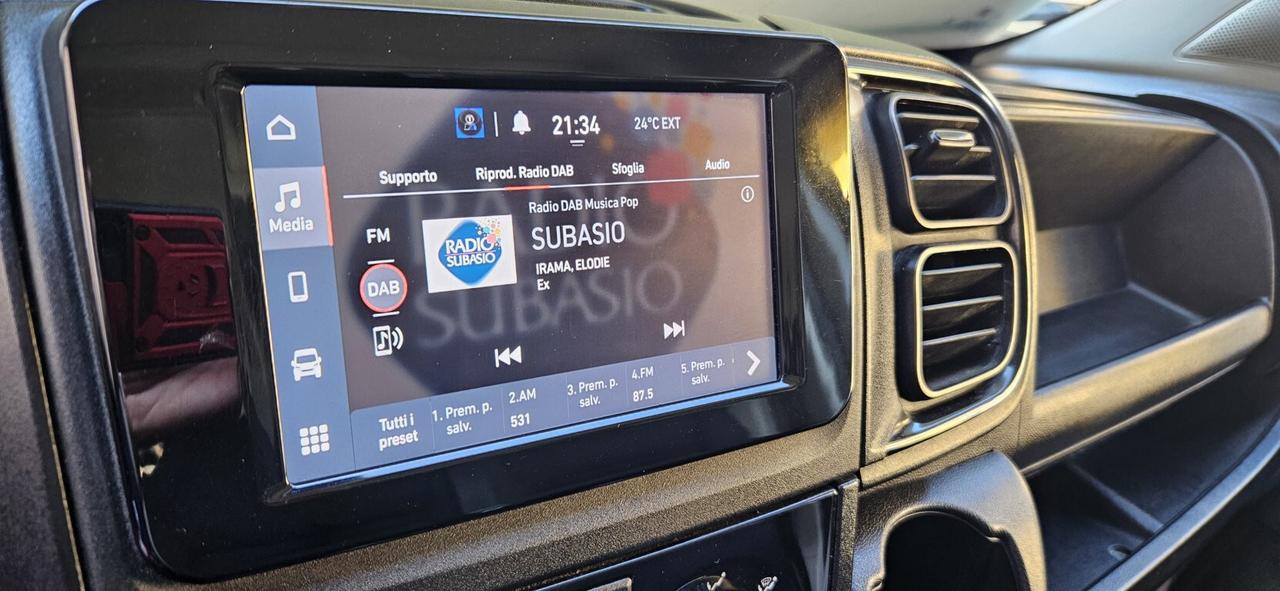 21:34
24°C EXT
Supporto
Riprod. Radio DAB
Sfoglia
Audio
Media
Radio DAB Musica Pop
SUBASIO
IRAMA, ELODIE
Ex
FM
DAB
RADIO
SUBASIO
RADIO
SUBASIO
Tutti i
preset
1. Prem. p.
salv.
2.AM
531
3. Prem. p.
salv.
4.FM
87.5
5. Prem. p.
salv.